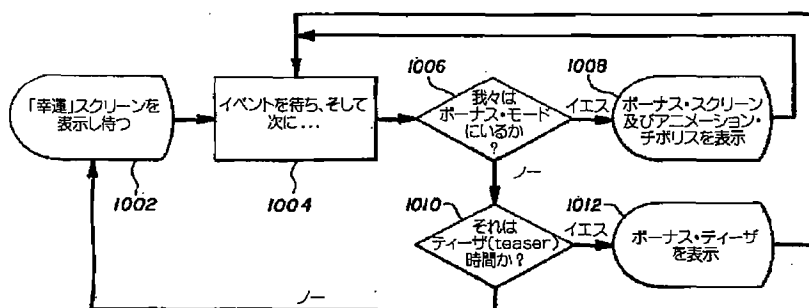 「幸運」スクリーンを
表示し待つ
1002
イベントを待ち、そして
次に...
1004
1006
我々は
ボーナス・モード
にいるか
?
イエス
ノー
1008
ボーナス・スクリーン
及びアニメーション・
チポリスを表示
1010
それは
ティーザ(teaser)
時間か?
イエス
ノー
1012
ボーナス・ティーザ
を表示